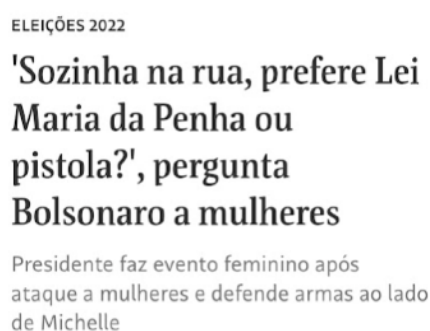 ELEIÇÕES 2022
'Sozinha na rua, prefere Lei
Maria da Penha ou
pistola?', pergunta
Bolsonaro a mulheres
Presidente faz evento feminino após
ataque a mulheres e defende armas ao lado
de Michelle